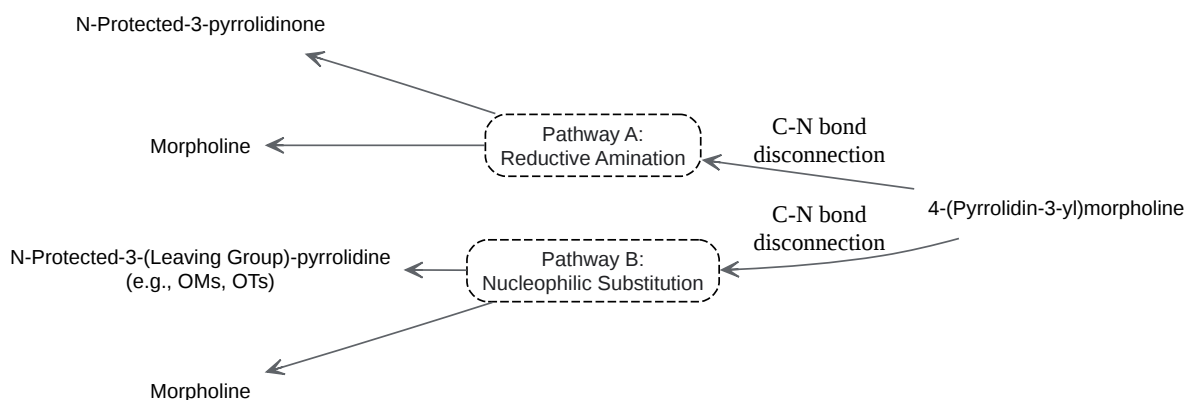 N-Protected-3-pyrrolidinone
Morpholine
Pathway A:
Reductive Amination
C-N bond
disconnection
4-(Pyrrolidin-3-yl)morpholine
C-N bond
disconnection
N-Protected-3-(Leaving Group)-pyrrolidine
(e.g., OMs, OTs)
Pathway B:
Nucleophilic Substitution
Morpholine